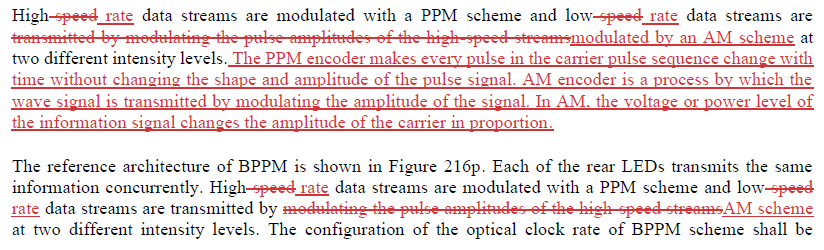 High-speed rate data streams are modulated with a PPM scheme and low-speed rate data streams are
transmitted by modulating the pulse amplitudes of the high-speed streamsmodulated by an AM scheme at
two different intensity levels. The PPM encoder makes every pulse in the carrier pulse sequence change with
time without changing the shape and amplitude of the pulse signal. AM encoder is a process by which the
wave signal is transmitted by modulating the amplitude of the signal. In AM, the voltage or power level of
the information signal changes the amplitude of the carrier in proportion.
The reference architecture of BPPM is shown in Figure 216p. Each of the rear LEDs transmits the same
information concurrently. High-speed rate data streams are modulated with a PPM scheme and low-speed
rate data streams are transmitted by modulating the pulse amplitudes of the high-speed streamsAM scheme
at two different intensity levels. The configuration of the optical clock rate of BPPM scheme shall be